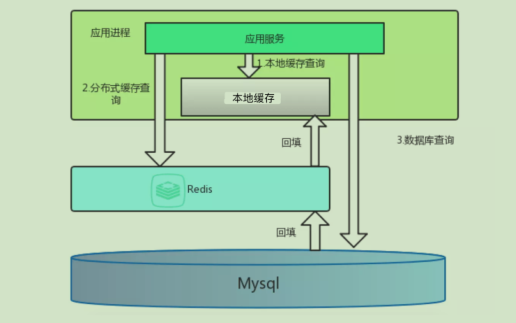 应用进程
应用服务
1.本地缓存查询
2.分布式缓存查
询
本地缓存
回填
3.数据库查询
Redis
回填
Mysql